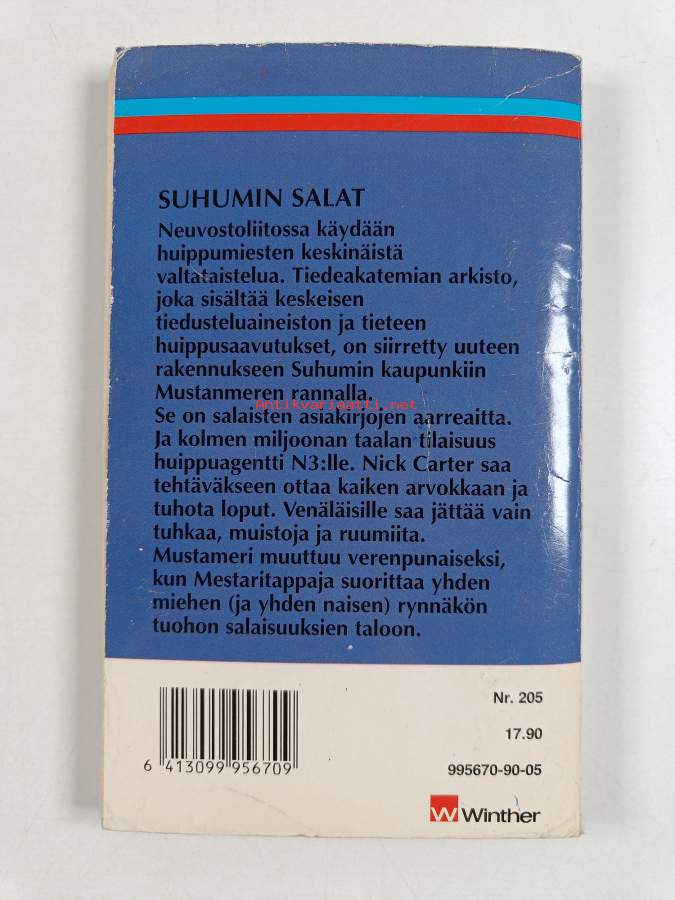 SUHUMIN SALAT
Neuvostoliitossa käydään
huippumiesten keskinäistä
valtataistelua. Tiedeakatemian arkisto,
joka sisältää keskeisen
tiedusteluaineiston ja tieteen
huippusaavutukset, on siirretty uuteen
rakennukseen Suhumin kaupunkiin
Mustanmeren rannalla.
Antikvariaatti.net
Se on salaisten asiakirjojen aarreaitta.
Ja kolmen miljoonan taalan tilaisuus
huippuagentti N3:lle. Nick Carter saa
tehtäväkseen ottaa kaiken arvokkaan ja
tuhota loput. Venäläisille saa jättää vain
tuhkaa, muistoja ja ruumiita.
Mustameri muuttuu verenpunaiseksi,
kun Mestaritappaja suorittaa yhden
miehen (ja yhden naisen) rynnäkön
tuohon salaisuuksien taloon.
Nr. 205
17.90
6 413099 956709
995670-90-05
W Winther